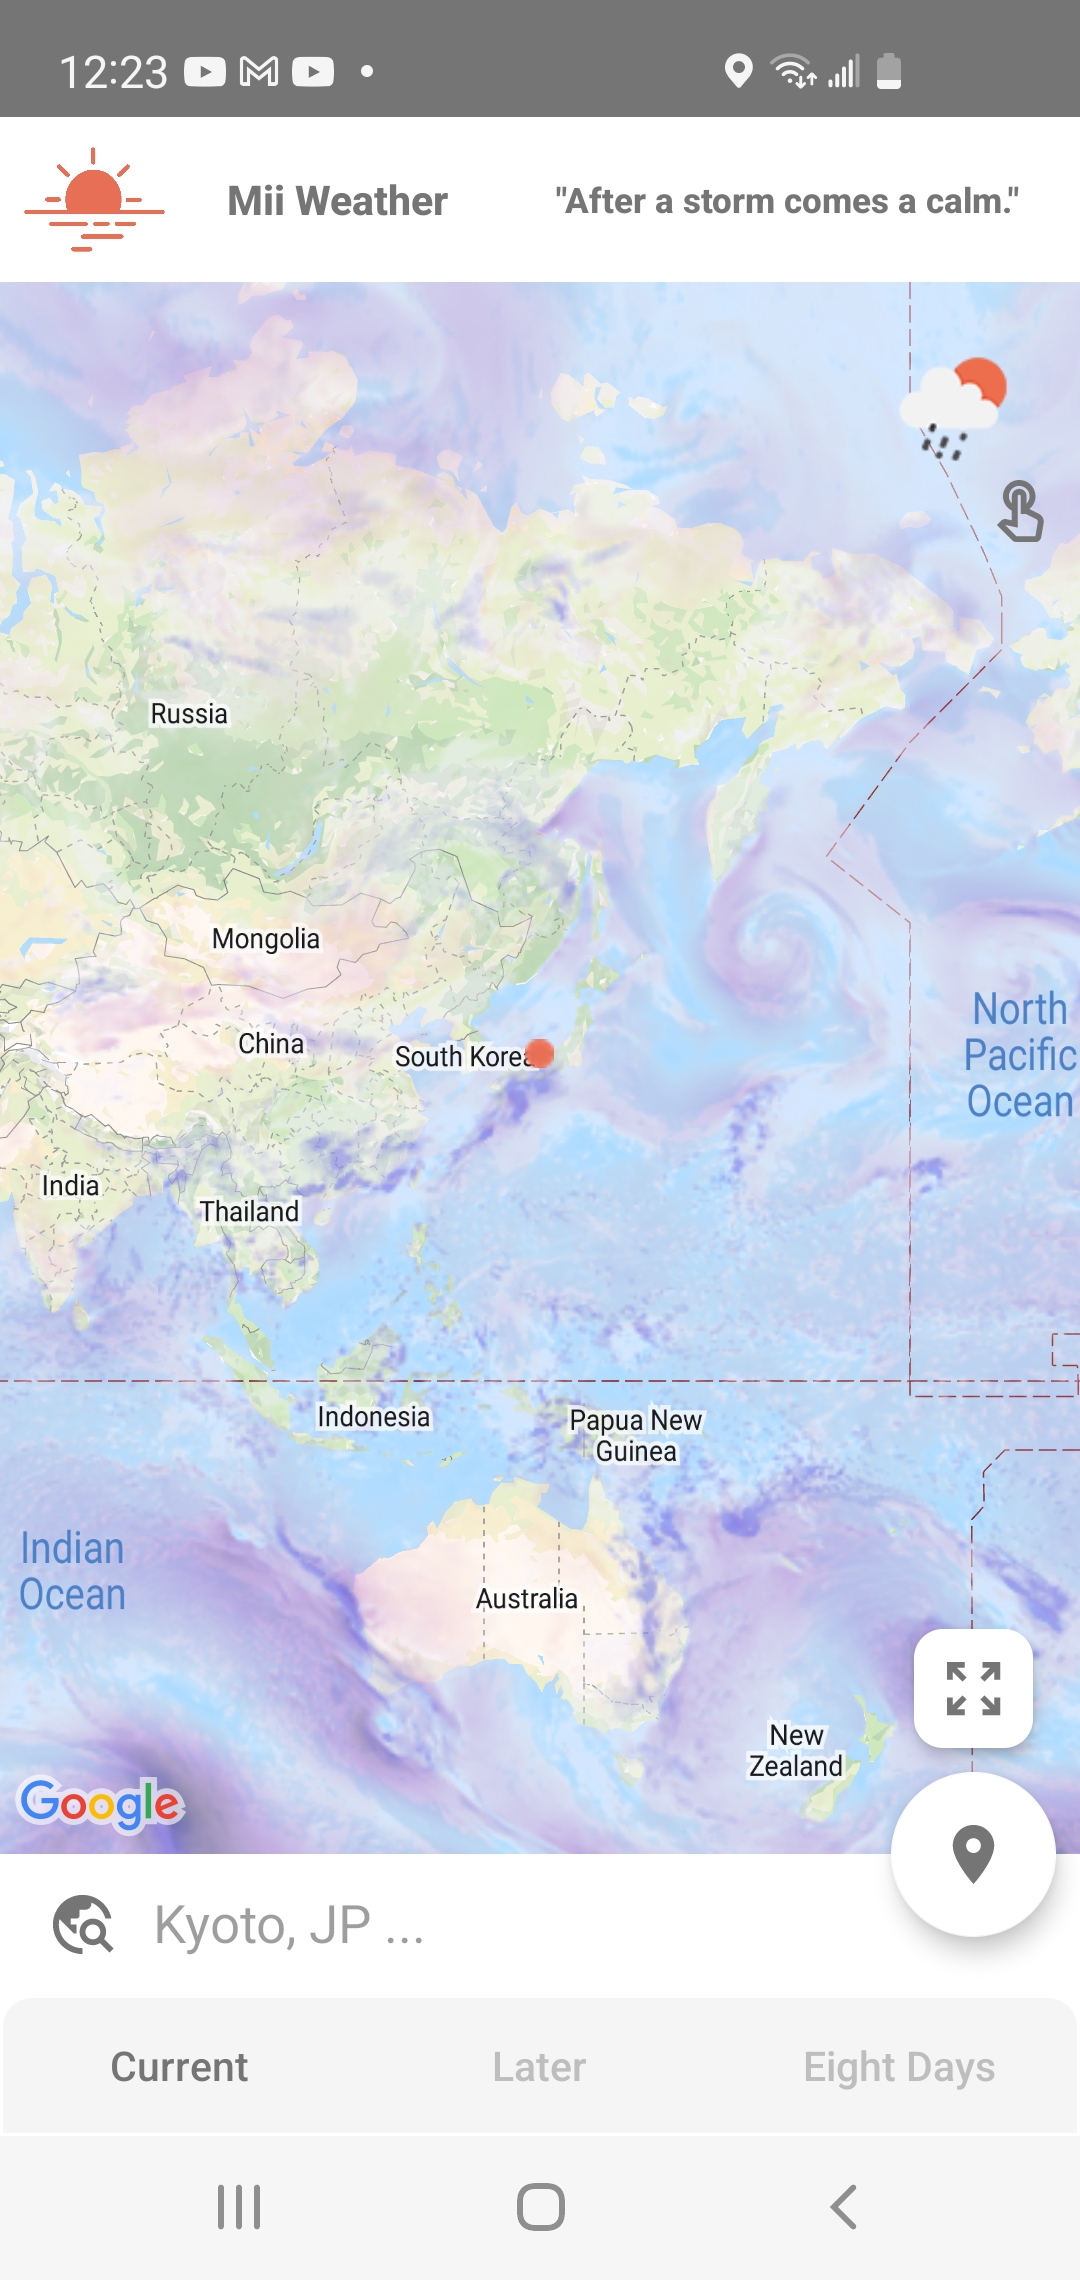 12:23
Mii Weather
"After a storm comes a calm."
Russia
Mongolia
North
Pacific
Ocean
China
South Korea
India
Thailand
Indonesia
Papua New
Guinea
Indian
Ocean
Australia
New
Zealand
Google
Kyoto, JP ...
Current
Later
Eight Days